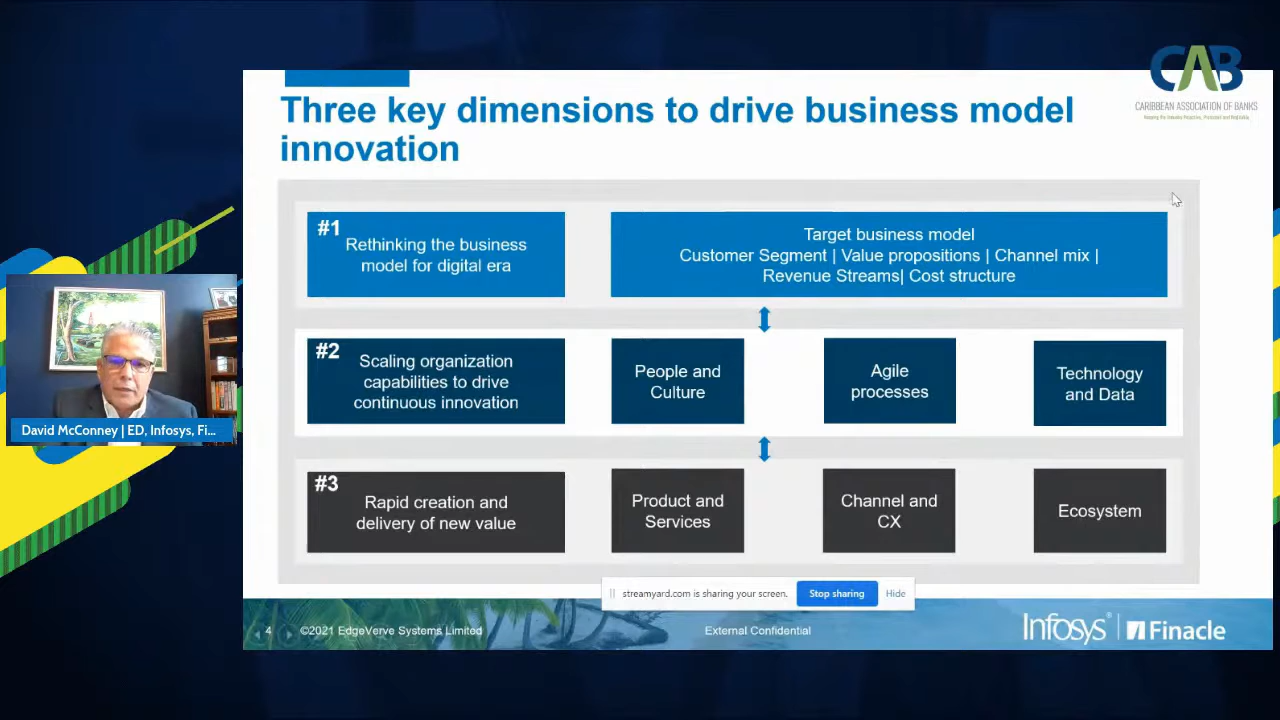 CAB
CARIBBEAN ASSOCIATION OF BANKS
Three key dimensions to drive business model
innovation
#1
Rethinking the business
model for digital era
Target business model
Customer Segment | Value propositions | Channel mix |
Revenue Streams| Cost structure
#2
Scaling organization
capabilities to drive
continuous innovation
People and
Culture
Agile
processes
Technology
and Data
#3
Rapid creation and
delivery of new value
Product and
Services
Channel and
CX
Ecosystem
David McConney | ED, Infosys, Fi...
streamyard.com is sharing your screen.
Stop sharing
Hide
4
©2021 EdgeVerve Systems Limited
External Confidential
Infosys® | Finacle